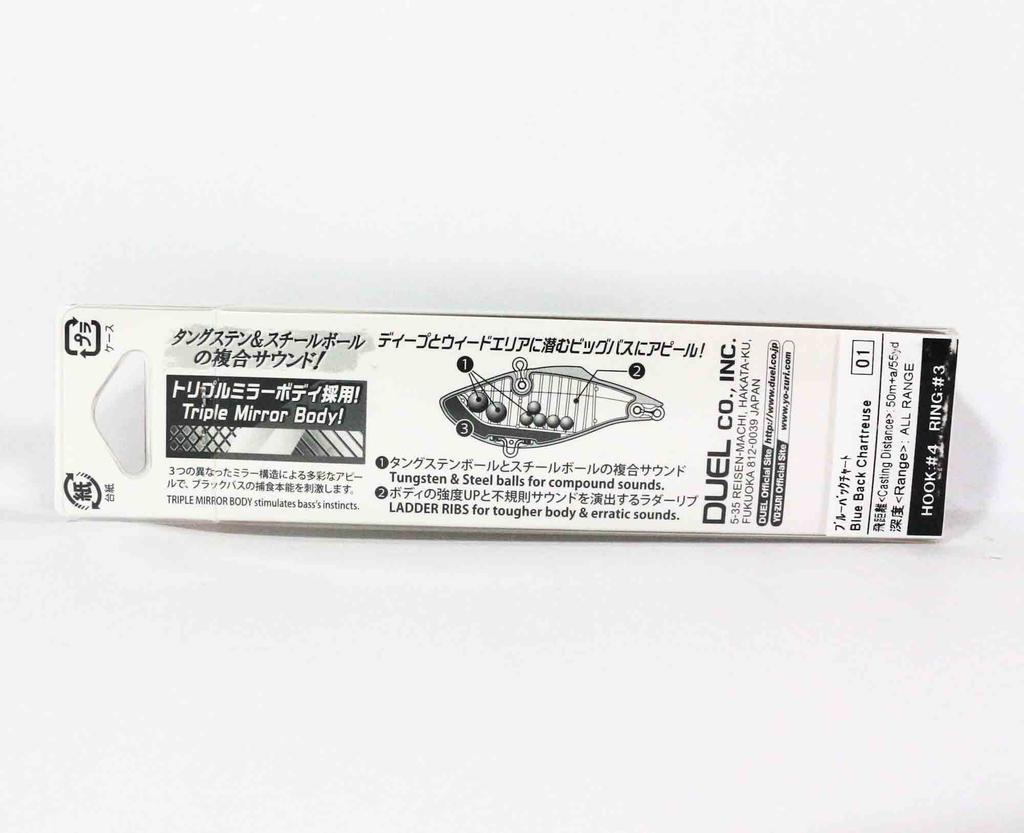 プラ
ケース
紙
台紙
タングステン&スチールボール
の複合サウンド!
トリプルミラーボディ採用!
Triple Mirror Body!
3つの異なったミラー構造による多彩なアピー
ルで、ブラックバスの捕食本能を刺激します。
TRIPLE MIRROR BODY stimulates bass's instincts.
ディープとウィードエリアに潜むビッグバスにアピール!
❶
❷
❸
❶タングステンボールとスチールボールの複合サウンド
Tungsten & Steel balls for compound sounds.
❷ボディの強度UPと不規則サウンドを演出するラダーリブ
LADDER RIBS for tougher body & erratic sounds.
DUEL CO., INC.
5-35 REISEN-MACHI, HAKATA-KU,
FUKUOKA 812-0039 JAPAN
DUEL Official Site http://www.duel.co.jp
YO-ZURI Official Site www.yo-zuri.com
ブルーバックチャート
Blue Back Chartreuse 01
飛距離<Casting Distance>: 50m+a/55yd
深度<Range>: ALL RANGE
HOOK:#4 RING:#3